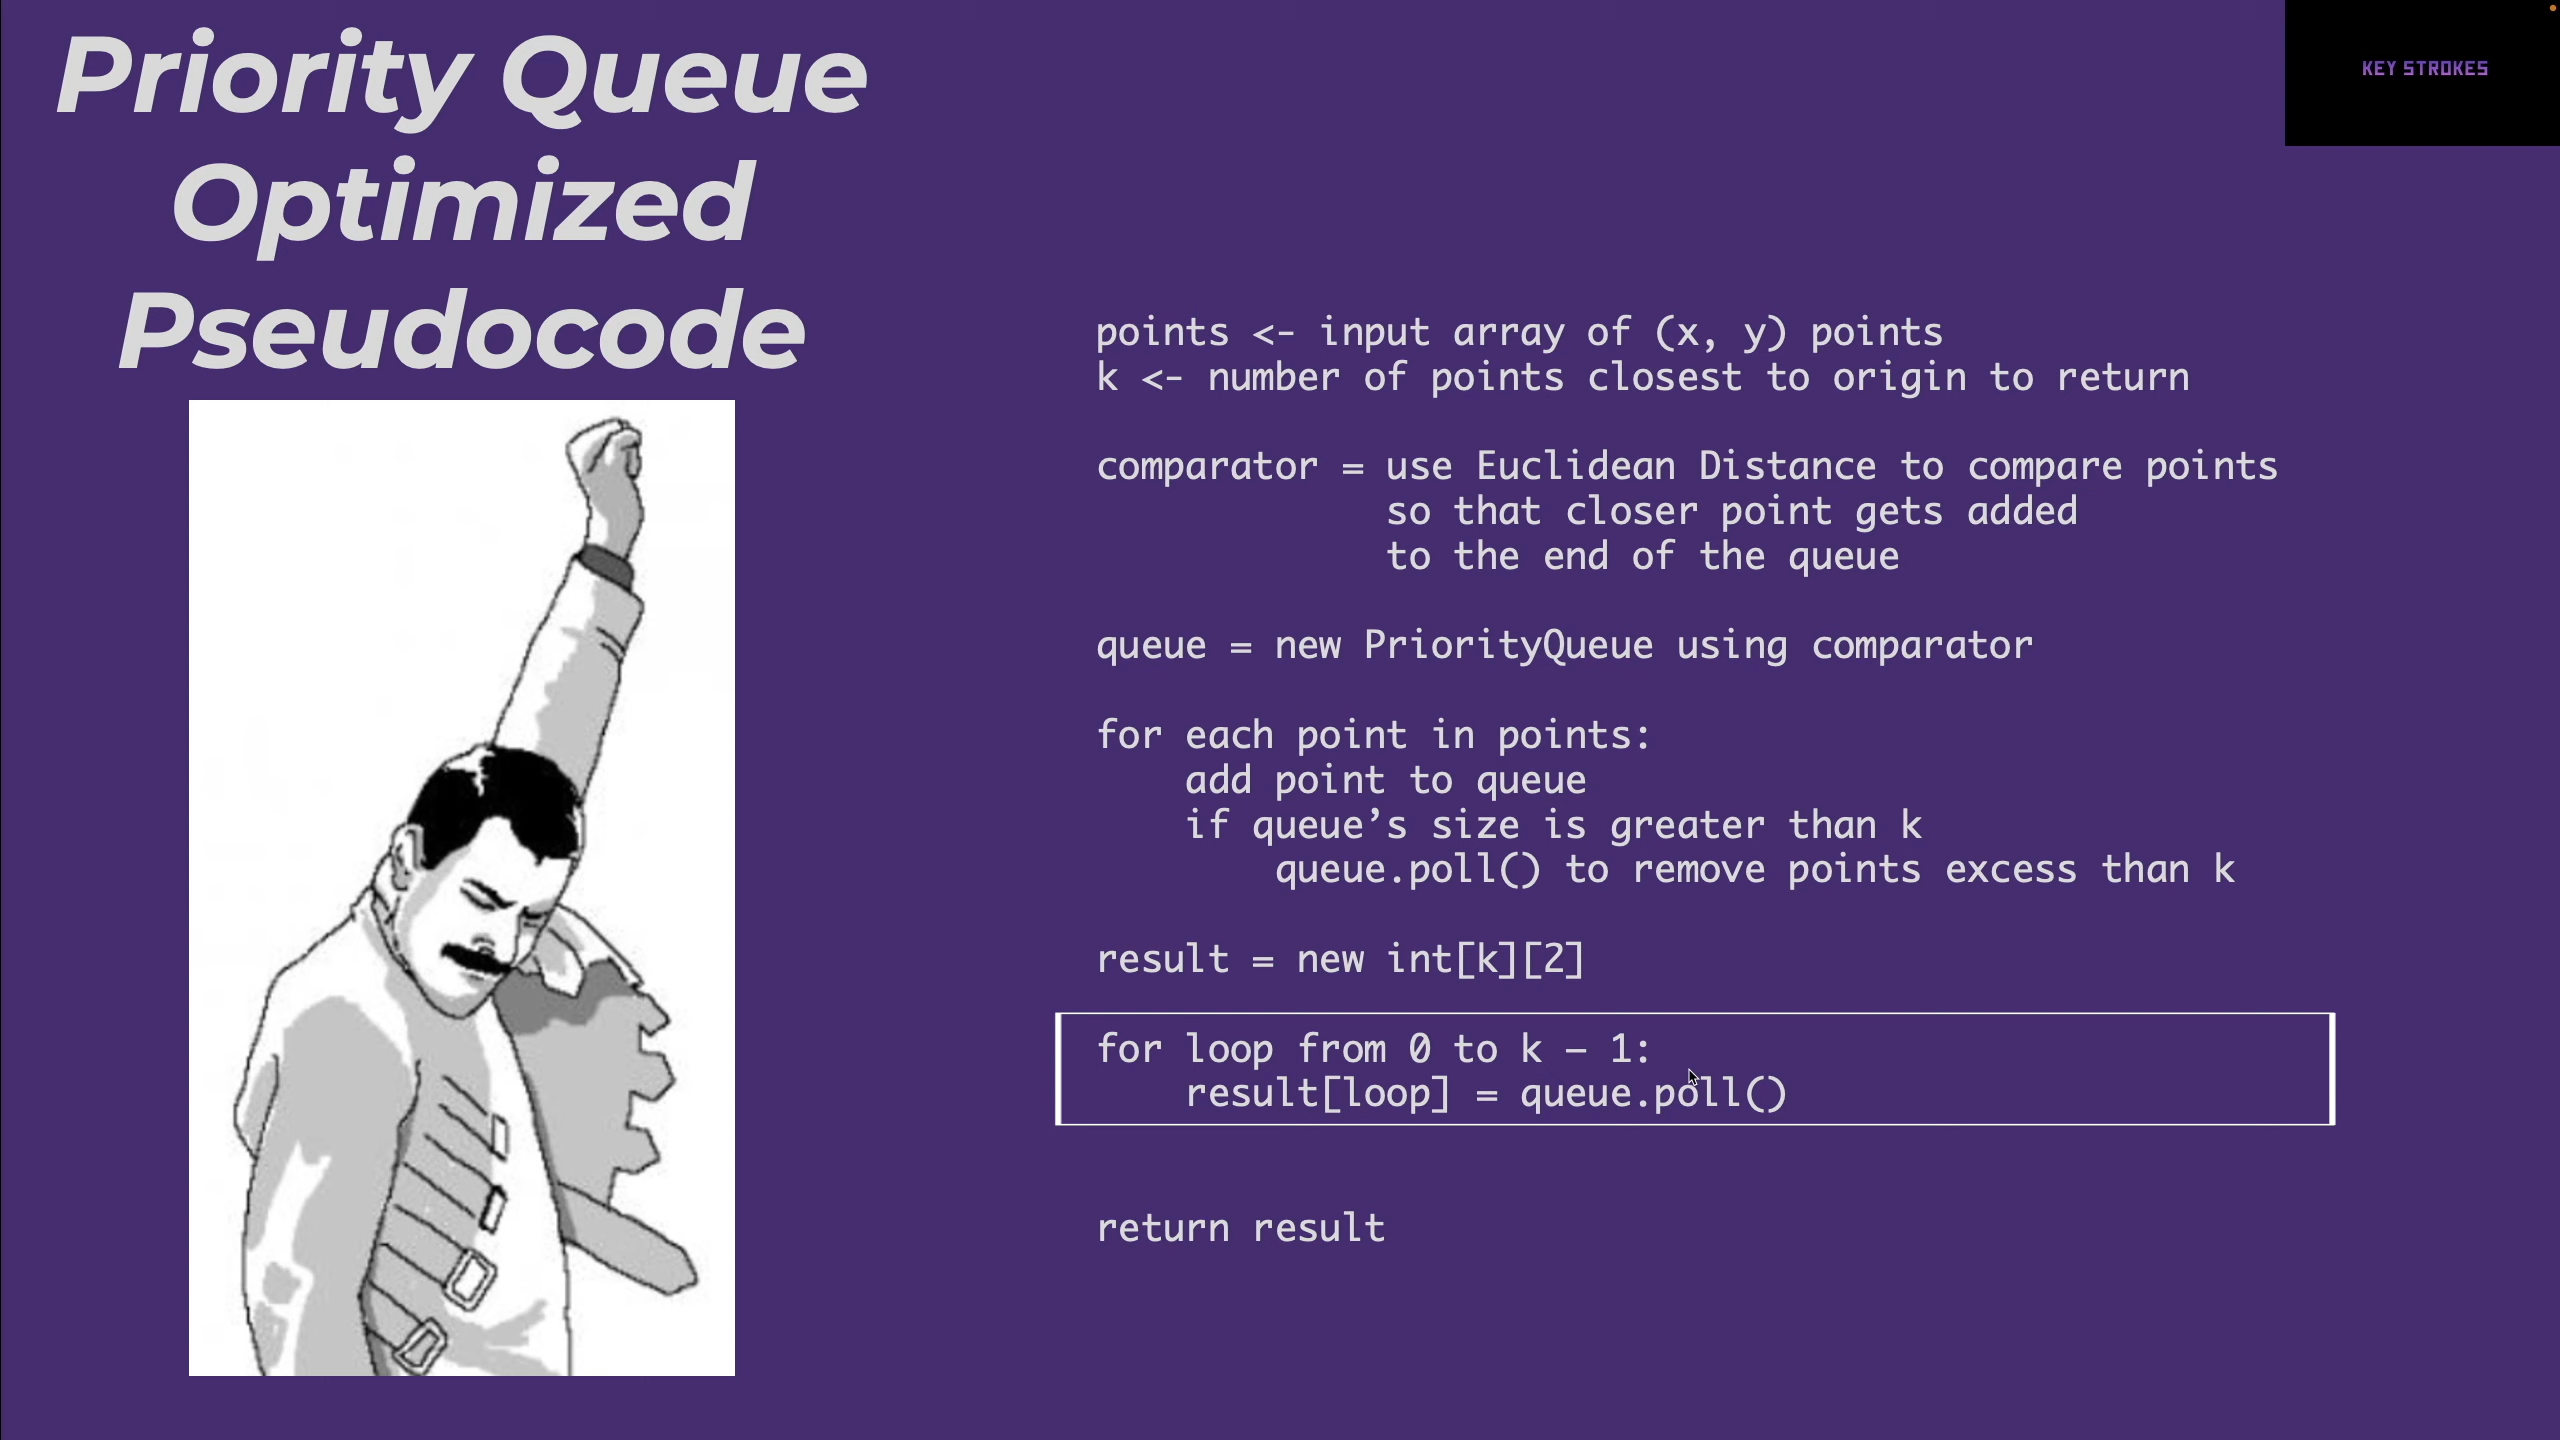 Priority Queue
Optimized
Pseudocode
KEY STROKES
points <- input array of (x, y) points
k <- number of points closest to origin to return
comparator = use Euclidean Distance to compare points
so that closer point gets added
to the end of the queue
queue = new PriorityQueue using comparator
for each point in points:
add point to queue
if queue’s size is greater than k
queue.poll() to remove points excess than k
result = new int[k][2]
for loop from 0 to k – 1:
result[loop] = queue.poll()
return result